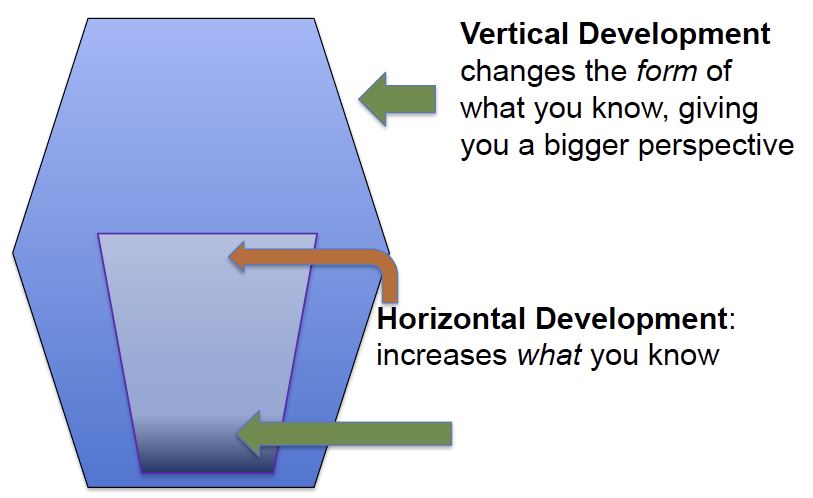 Vertical Development
changes the form of
what you know, giving
you a bigger perspective
Horizontal Development:
increases what you know